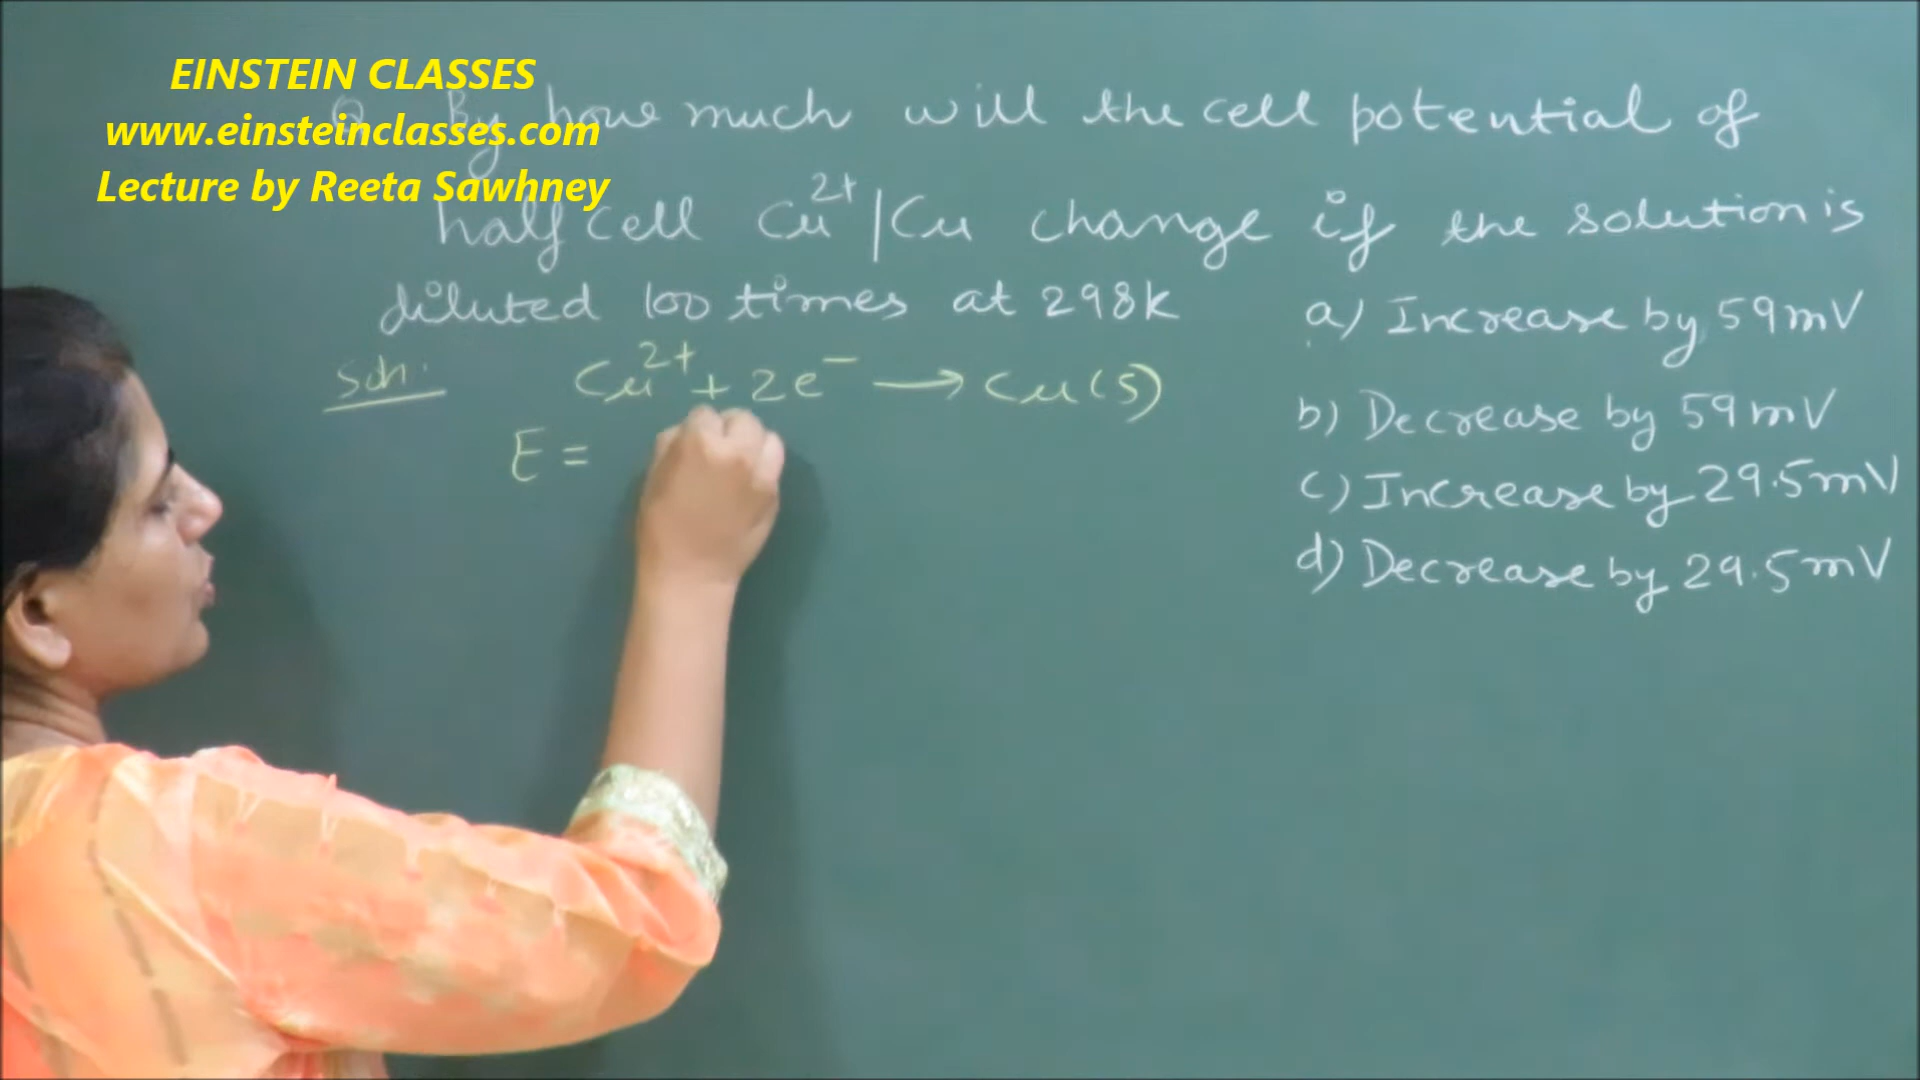 EINSTEIN CLASSES
www.einsteinclasses.com
Lecture by Reeta Sawhney
Q By how much will the cell potential of
half cell Cu²⁺/Cu change if the solution is
diluted 100 times at 298K
a) Increase by 59mV
b) Decrease by 59mV
c) Increase by 29.5mV
d) Decrease by 29.5mV
Soln.
Cu²⁺ + 2e⁻ → Cu(s)
E =